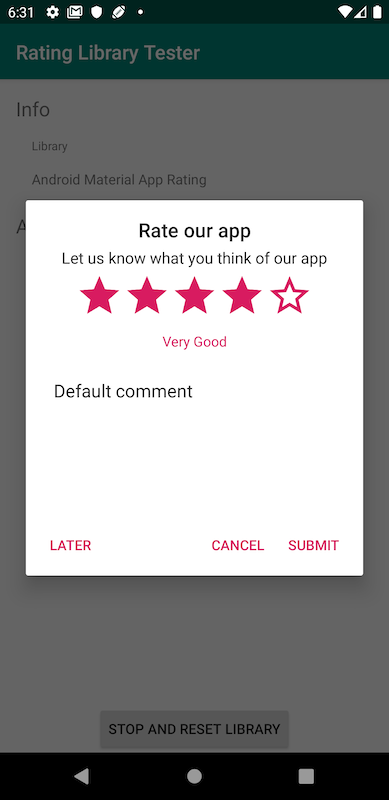 6:31
Rating Library Tester
Info
Library
Android Material App Rating
A
Rate our app
Let us know what you think of our app
Very Good
Default comment
LATER CANCEL SUBMIT
STOP AND RESET LIBRARY